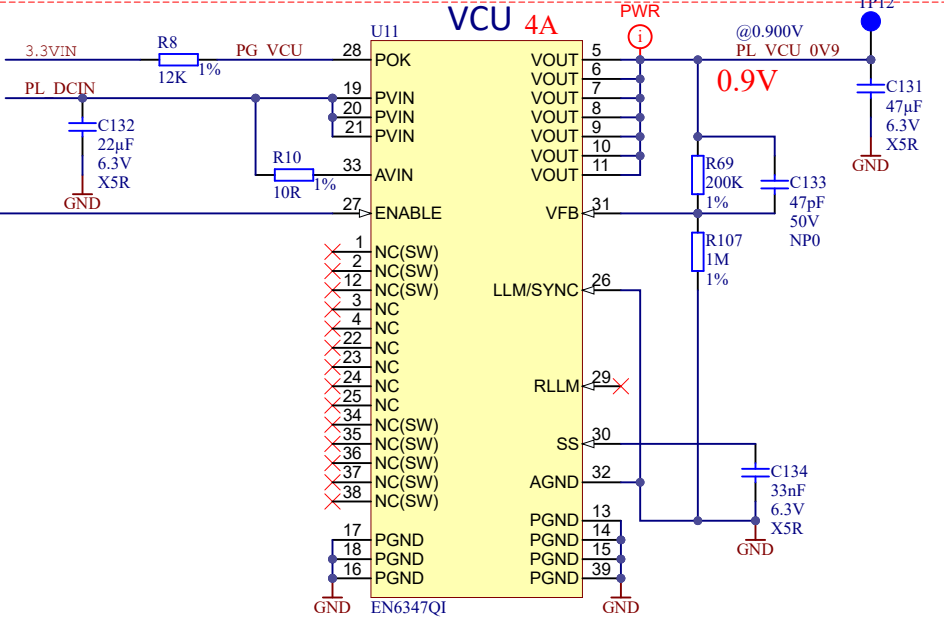 VCU 4A
PWR
i
TP12
U11
3.3VIN
R8
12K
1%
PG_VCU
28
POK
PL_DCIN
19
PVIN
20
PVIN
21
PVIN
C132
22µF
6.3V
X5R
GND
R10
10R
1%
33
AVIN
27
ENABLE
1
NC(SW)
2
NC(SW)
12
NC(SW)
3
NC
4
NC
22
NC
23
NC
24
NC
25
NC
34
NC(SW)
35
NC(SW)
36
NC(SW)
37
NC(SW)
38
NC(SW)
17
PGND
18
PGND
16
PGND
GND
EN6347QI
VOUT
5
VOUT
6
VOUT
7
VOUT
8
VOUT
9
VOUT
10
VOUT
11
VFB
31
LLM/SYNC
26
RLLM
29
SS
30
AGND
32
PGND
13
PGND
14
PGND
15
PGND
39
GND
@0.900V
PL_VCU_0V9
0.9V
C131
47µF
6.3V
X5R
GND
R69
200K
1%
C133
47pF
50V
NP0
R107
1M
1%
C134
33nF
6.3V
X5R
GND